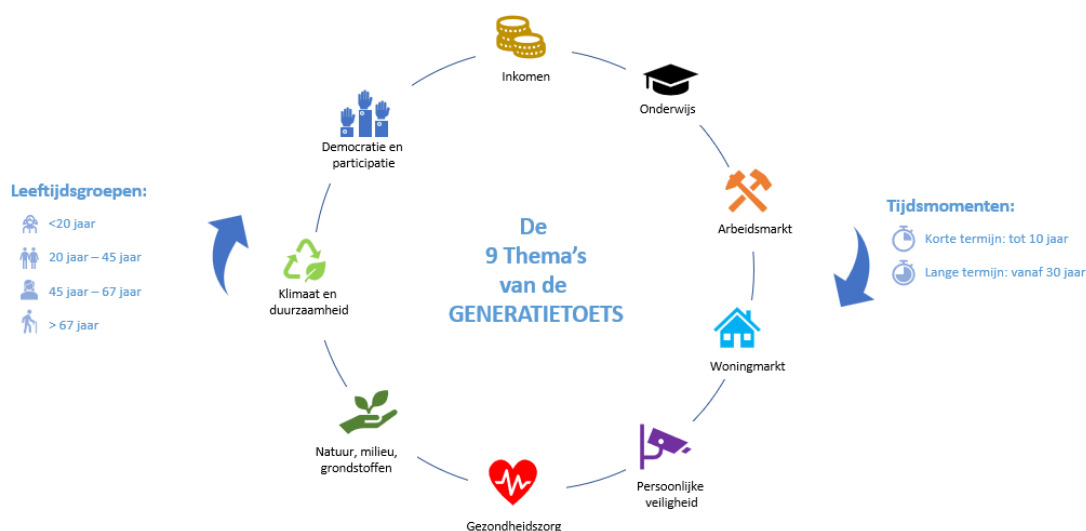 Inkomen
Onderwijs
Democratie en
participatie
Leeftijdsgroepen:
<20 jaar
20 jaar – 45 jaar
45 jaar – 67 jaar
> 67 jaar
De
9 Thema's
van de
GENERATIETOETS
Arbeidsmarkt
Tijdsmomenten:
Korte termijn: tot 10 jaar
Lange termijn: vanaf 30 jaar
Klimaat en
duurzaamheid
Woningmarkt
Natuur, milieu,
grondstoffen
Persoonlijke
veiligheid
Gezondheidszorg